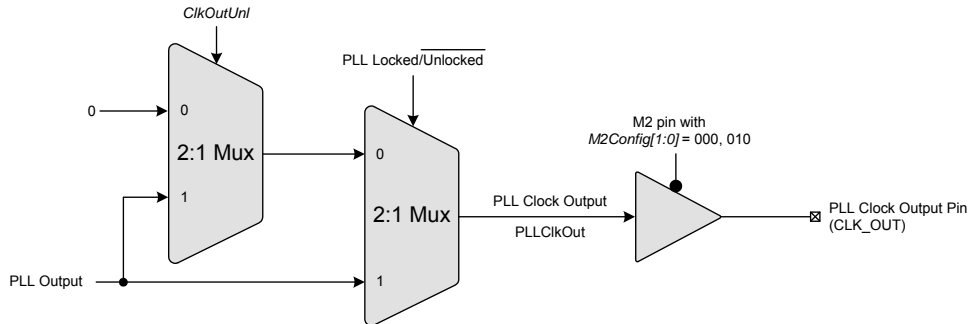 ClkOutUnl
PLL Locked/Unlocked
0
0
2:1 Mux
1
M2 pin with
M2Config[1:0] = 000, 010
0
2:1 Mux
1
PLL Clock Output
PLLClkOut
PLL Clock Output Pin
(CLK_OUT)
PLL Output